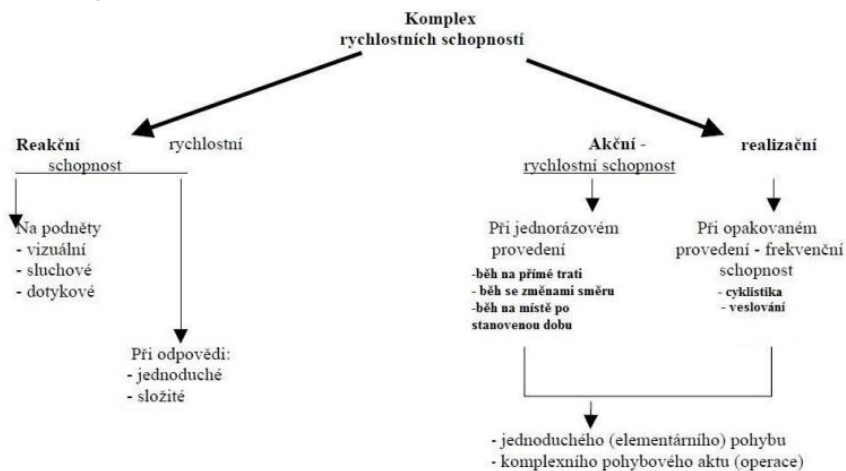 Komplex
rychlostních schopností
Reakční rychlostní
schopnost
Na podněty
- vizuální
- sluchové
- dotykové
Při odpovědi:
- jednoduché
- složité
Akční - realizační
rychlostní schopnost
Při jednorázovém
provedení
-běh na přímé trati
- běh se změnami směru
-běh na místě po
stanovenou dobu
Při opakovaném
provedení - frekvenční
schopnost
- cyklistika
- veslování
- jednoduchého (elementárního) pohybu
- komplexního pohybového aktu (operace)